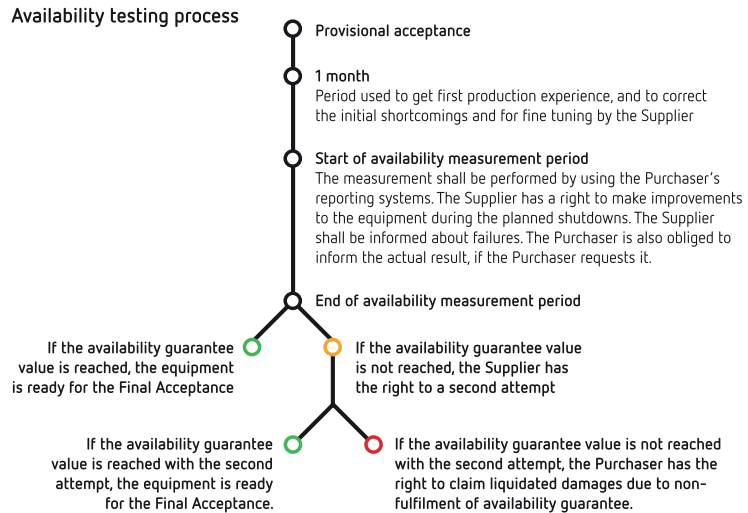 Availability testing process
Provisional acceptance
1 month
Period used to get first production experience, and to correct
the initial shortcomings and for fine tuning by the Supplier
Start of availability measurement period
The measurement shall be performed by using the Purchaser's
reporting systems. The Supplier has a right to make improvements
to the equipment during the planned shutdowns. The Supplier
shall be informed about failures. The Purchaser is also obliged to
inform the actual result, if the Purchaser requests it.
End of availability measurement period
If the availability guarantee
value is reached, the equipment
is ready for the Final Acceptance
If the availability guarantee value
is not reached, the Supplier has
the right to a second attempt
If the availability guarantee
value is reached with the second
attempt, the equipment is ready
for the Final Acceptance.
If the availability guarantee value is not reached
with the second attempt, the Purchaser has the
right to claim liquidated damages due to non-
fulfilment of availability guarantee.